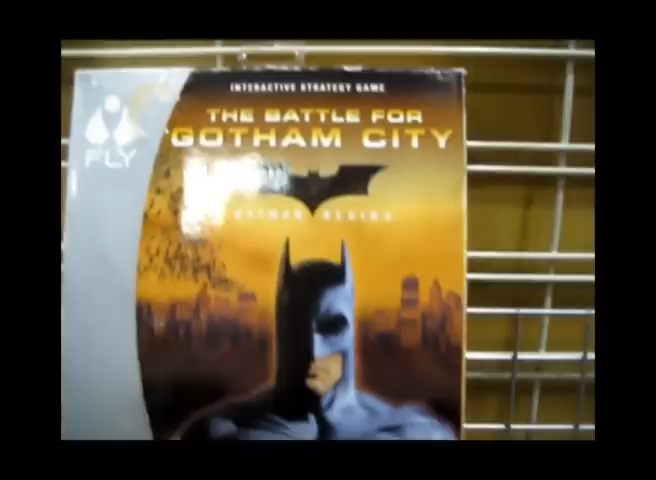 INTERACTIVE STRATEGY GAME
THE BATTLE FOR
GOTHAM CITY
FLY
BATMAN BEGINS